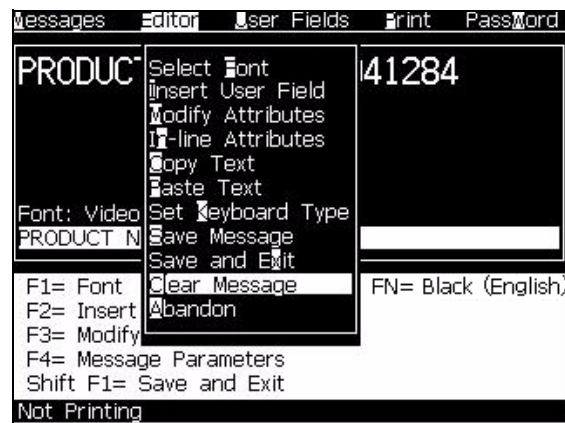 Messages Editor User Fields Print PassWord
PRODUC 41284
Select Font
Insert User Field
Modify Attributes
In-line Attributes
Copy Text
Paste Text
Set Keyboard Type
Save Message
Save and Exit
Clear Message
Abandon
Font: Video
PRODUCT N
F1= Font FN= Black (English)
F2= Insert
F3= Modify
F4= Message Parameters
Shift F1= Save and Exit
Not Printing